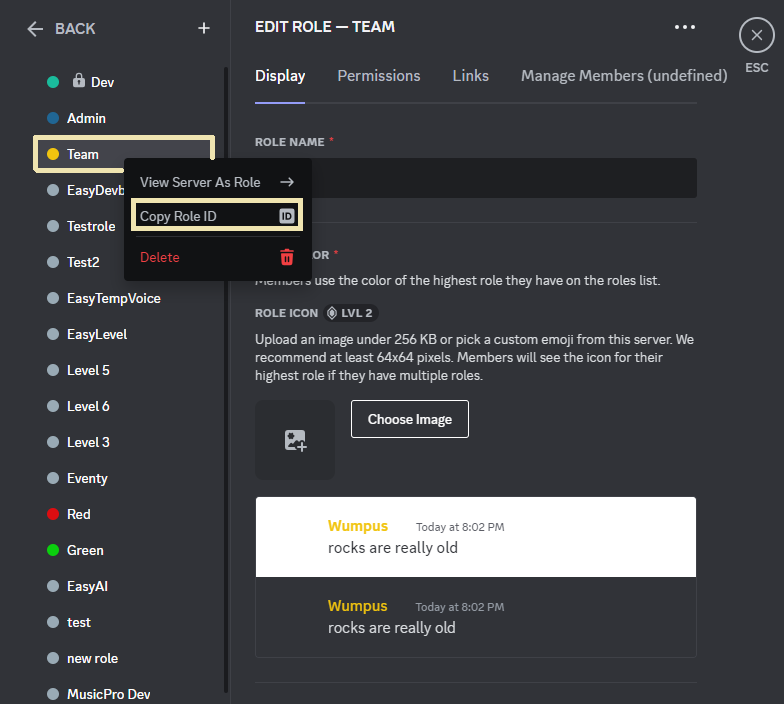 BACK +
Dev
Admin
Team
EasyDevb
Testrole
Test2
EasyTempVoice
EasyLevel
Level 5
Level 6
Level 3
Eventy
Red
Green
EasyAI
test
new role
MusicPro Dev
View Server As Role
Copy Role ID ID
Delete
EDIT ROLE — TEAM
ESC
Display Permissions Links Manage Members (undefined)
ROLE NAME *
OR *
Members use the color of the highest role they have on the roles list.
ROLE ICON LVL 2
Upload an image under 256 KB or pick a custom emoji from this server. We
recommend at least 64x64 pixels. Members will see the icon for their
highest role if they have multiple roles.
Choose Image
Wumpus Today at 8:02 PM
rocks are really old
Wumpus Today at 8:02 PM
rocks are really old